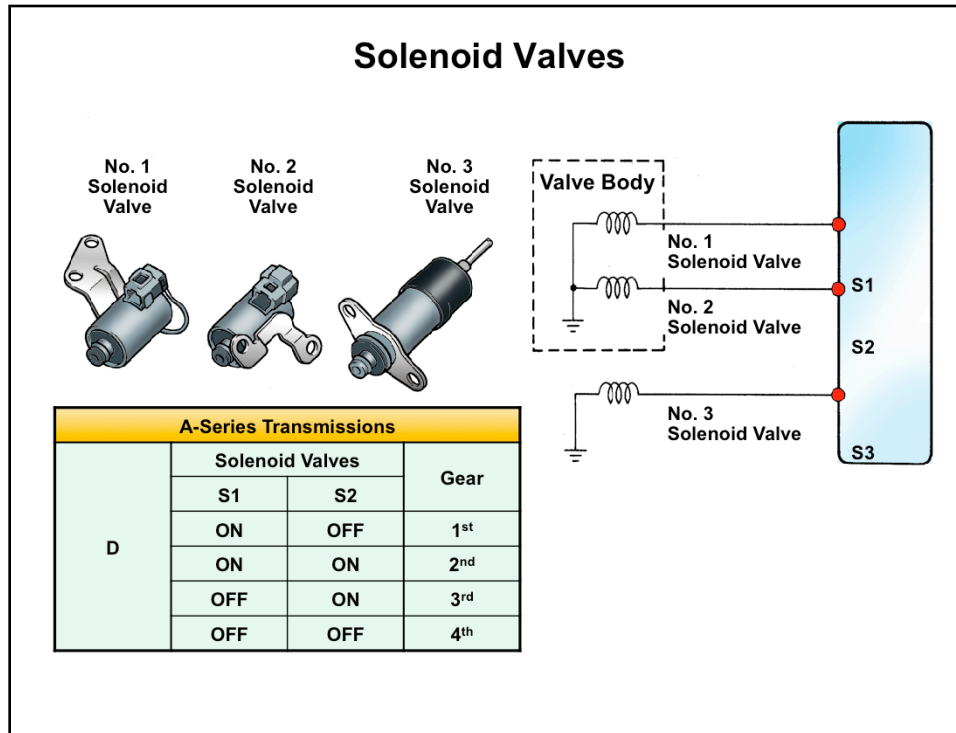 Solenoid Valves
No. 1
Solenoid
Valve
No. 2
Solenoid
Valve
No. 3
Solenoid
Valve
Valve Body
No. 1
Solenoid Valve
S1
No. 2
Solenoid Valve
S2
No. 3
Solenoid Valve
S3
A-Series Transmissions
D
Solenoid Valves
Gear
S1 S2
ON OFF 1st
ON ON 2nd
OFF ON 3rd
OFF OFF 4th